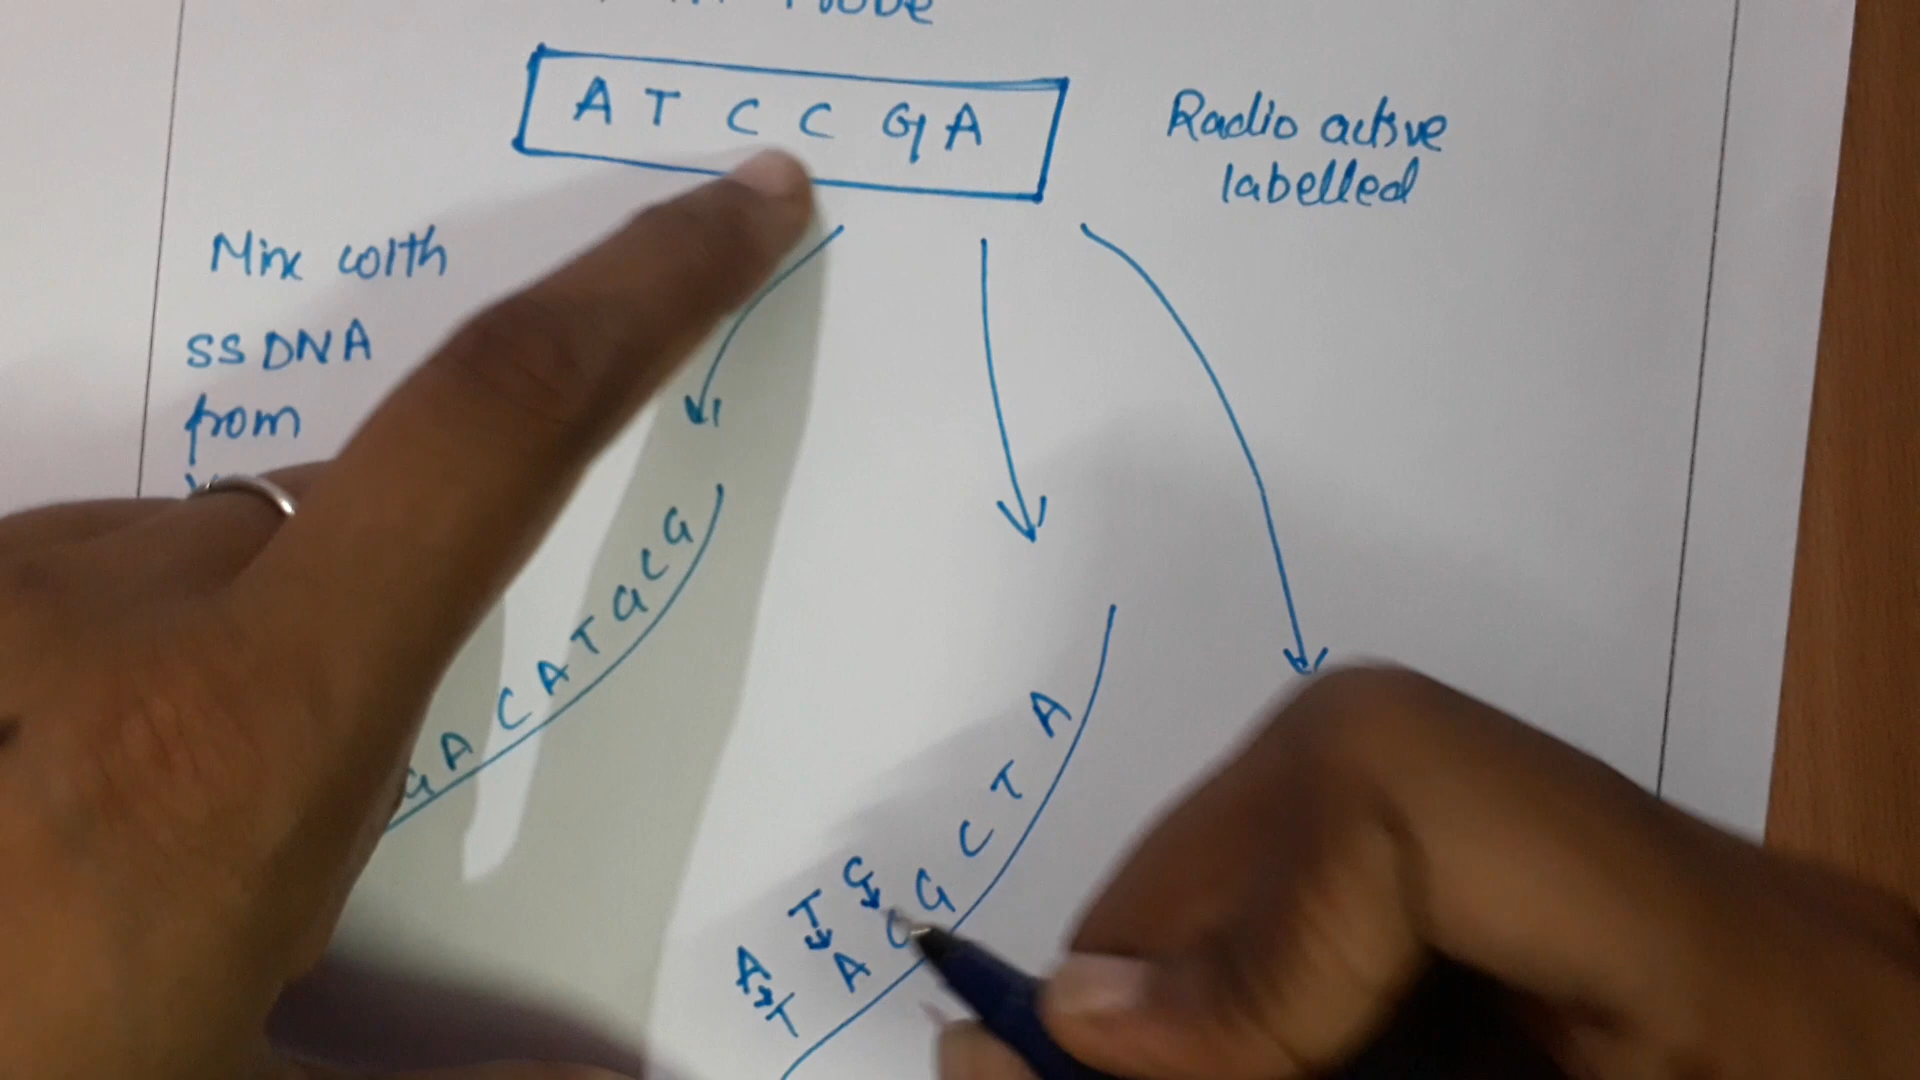 A T C C G A
Radio active
labelled
Mix with
SS DNA
from
G A C A T G C G
A T C
T A G G C T A